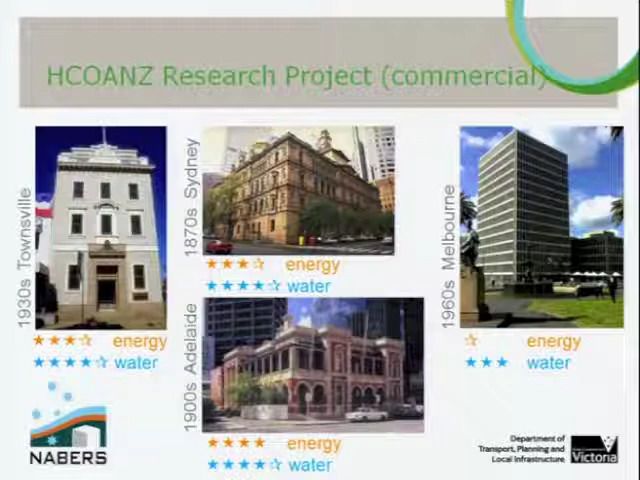 HCOANZ Research Project (commercial)
1930s Townsville
energy
water
1870s Sydney
energy
water
1900s Adelaide
energy
water
1960s Melbourne
energy
water
NABERS
Department of
Transport, Planning and
Local Infrastructure
Victoria